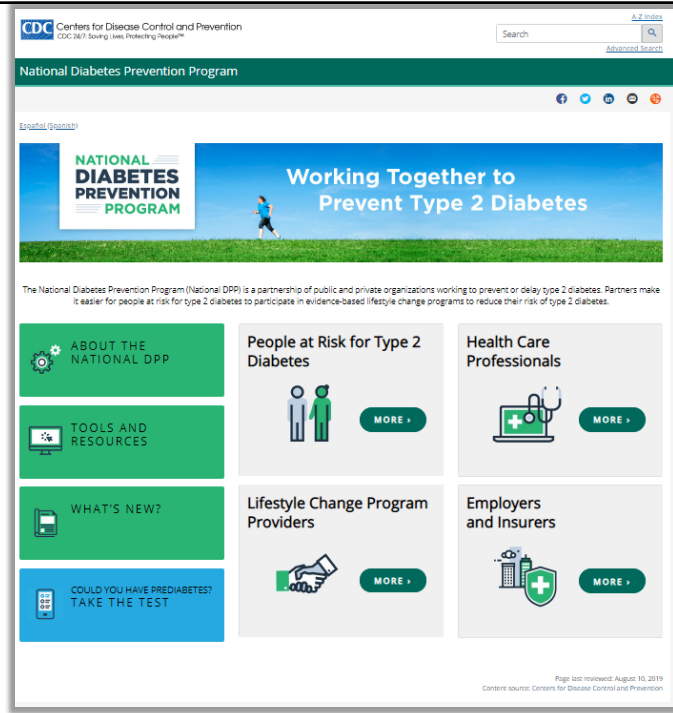 A-Z Index
CDC Centers for Disease Control and Prevention
CDC 24/7: Saving Lives, Protecting People™
Search
Advanced Search
National Diabetes Prevention Program
Español (Spanish)
NATIONAL
DIABETES
PREVENTION
PROGRAM
Working Together to
Prevent Type 2 Diabetes
The National Diabetes Prevention Program (National DPP) is a partnership of public and private organizations working to prevent or delay type 2 diabetes. Partners make
it easier for people at risk for type 2 diabetes to participate in evidence-based lifestyle change programs to reduce their risk of type 2 diabetes.
ABOUT THE
NATIONAL DPP
TOOLS AND
RESOURCES
WHAT'S NEW?
COULD YOU HAVE PREDIABETES?
TAKE THE TEST
People at Risk for Type 2
Diabetes
MORE ›
Health Care
Professionals
MORE ›
Lifestyle Change Program
Providers
MORE ›
Employers
and Insurers
MORE ›
Page last reviewed: August 10, 2019
Content source: Centers for Disease Control and Prevention